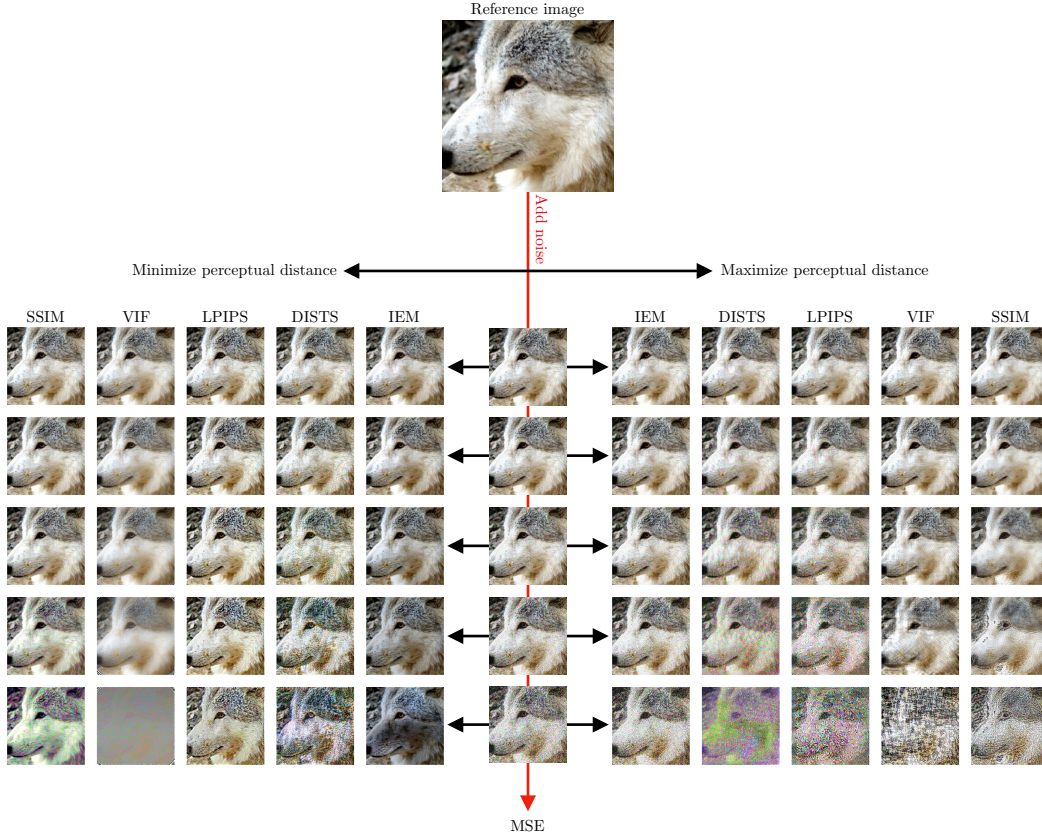 Reference image
Add noise
Minimize perceptual distance
Maximize perceptual distance
SSIM VIF LPIPS DISTS IEM
IEM DISTS LPIPS VIF SSIM
MSE